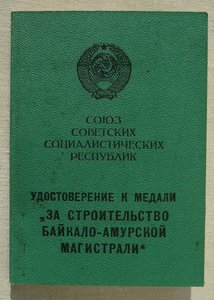 СОЮЗ
СОВЕТСКИХ
СОЦИАЛИСТИЧЕСКИХ
РЕСПУБЛИК
УДОСТОВЕРЕНИЕ К МЕДАЛИ
„ЗА СТРОИТЕЛЬСТВО
БАЙКАЛО-АМУРСКОЙ
МАГИСТРАЛИ“